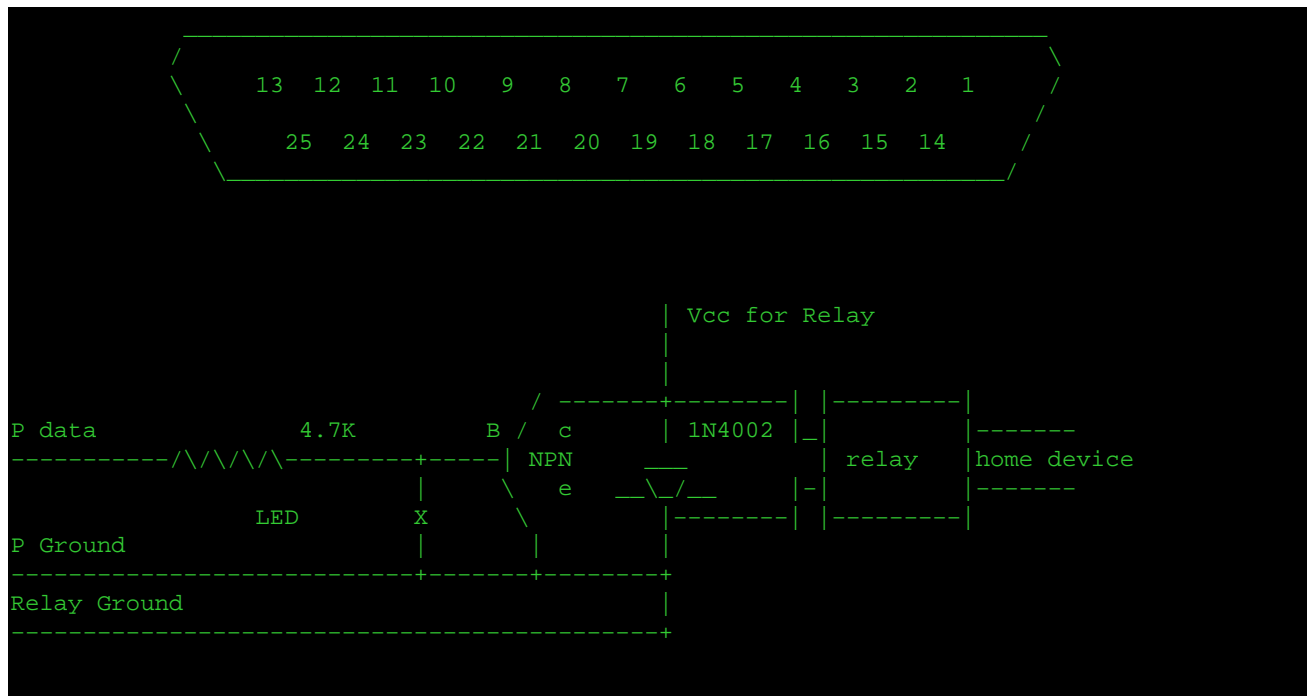 13 12 11 10 9 8 7 6 5 4 3 2 1
25 24 23 22 21 20 19 18 17 16 15 14
Vcc for Relay
P data 4.7K B c 1N4002
NPN relay home device
e
LED X
P Ground
Relay Ground